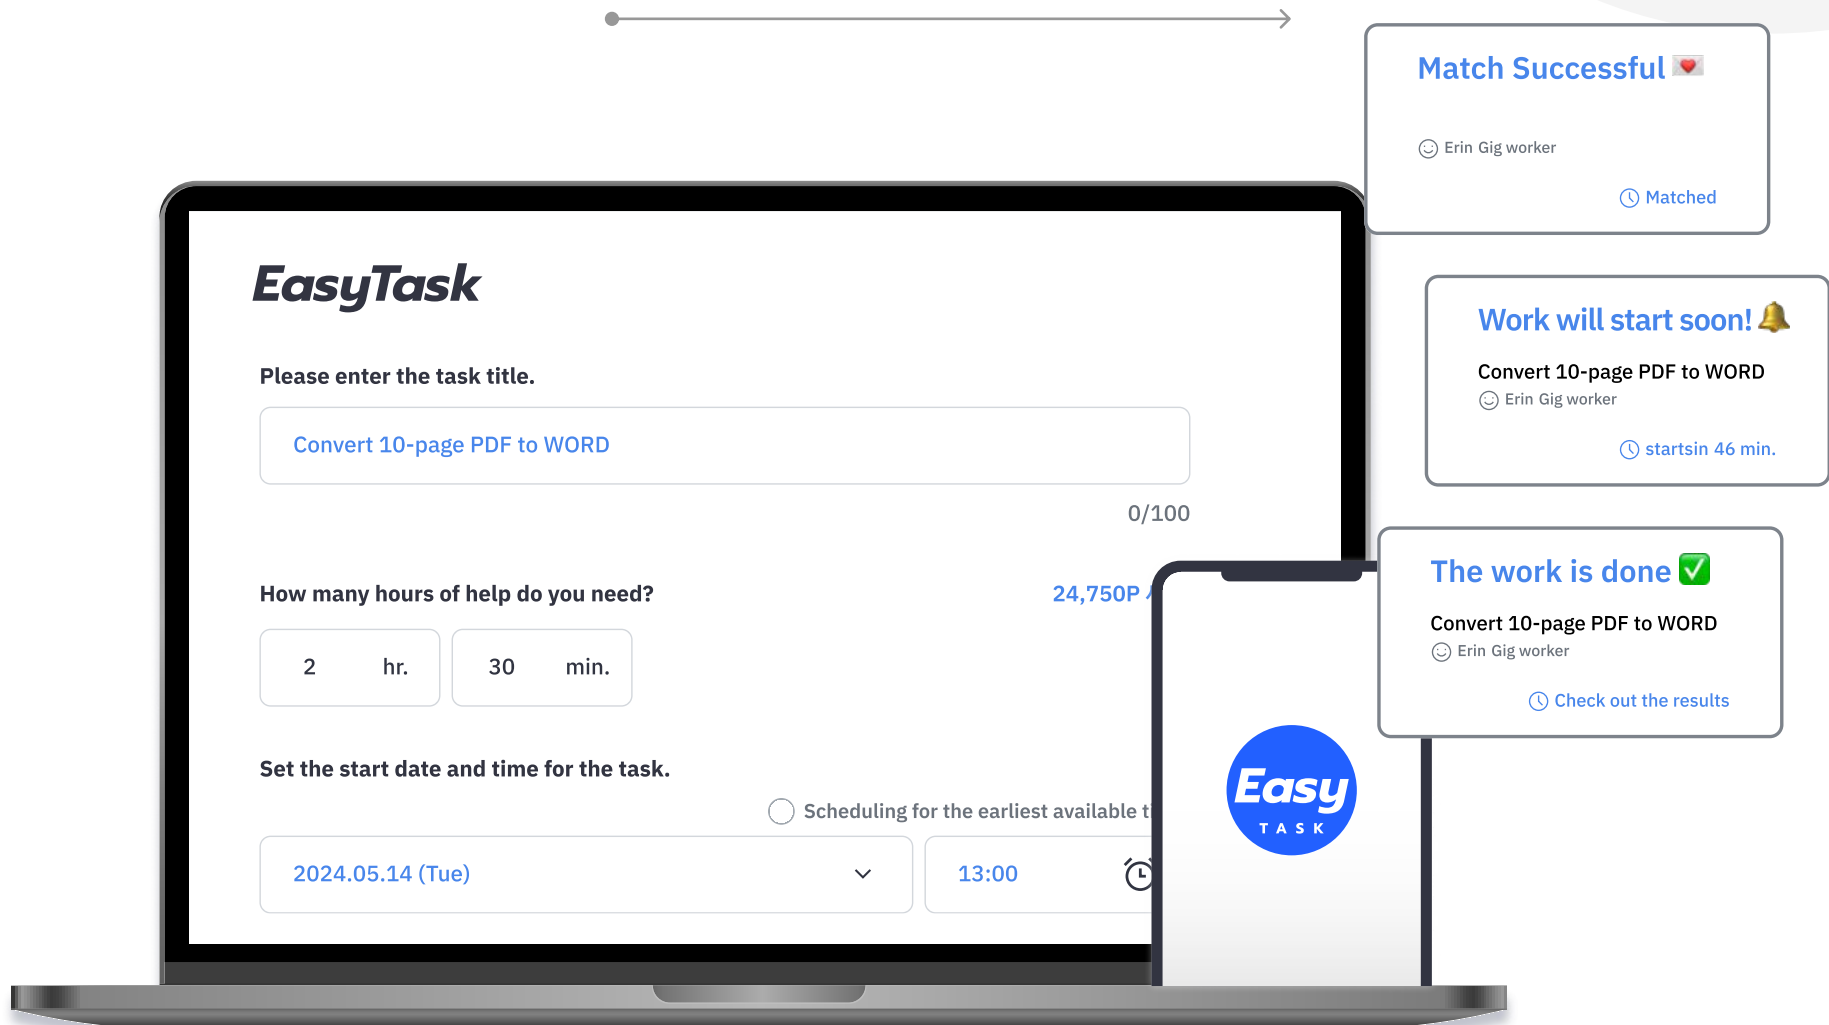 Match Successful 💌
Erin Gig worker
Matched
Work will start soon! 🔔
Convert 10-page PDF to WORD
Erin Gig worker
startsin 46 min.
The work is done ✅
Convert 10-page PDF to WORD
Erin Gig worker
Check out the results
EasyTask
Please enter the task title.
Convert 10-page PDF to WORD
0/100
How many hours of help do you need?
24,750P
2 hr. 30 min.
Set the start date and time for the task.
Scheduling for the earliest available
2024.05.14 (Tue)
13:00
Easy
TASK